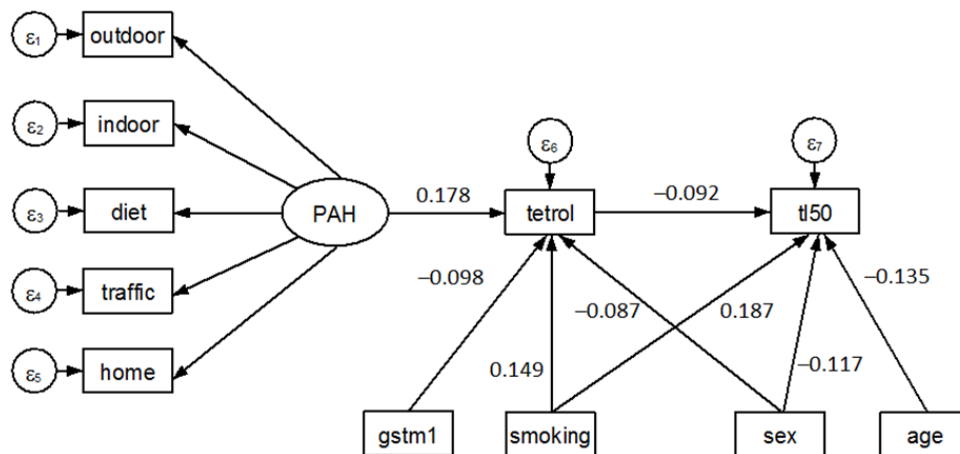 ε1 outdoor
ε2 indoor
ε3 diet
ε4 traffic
ε5 home
PAH
0.178
ε6
tetrol
−0.092
ε7
tl50
−0.098
0.149
−0.087
0.187
−0.117
−0.135
gstm1 smoking sex age